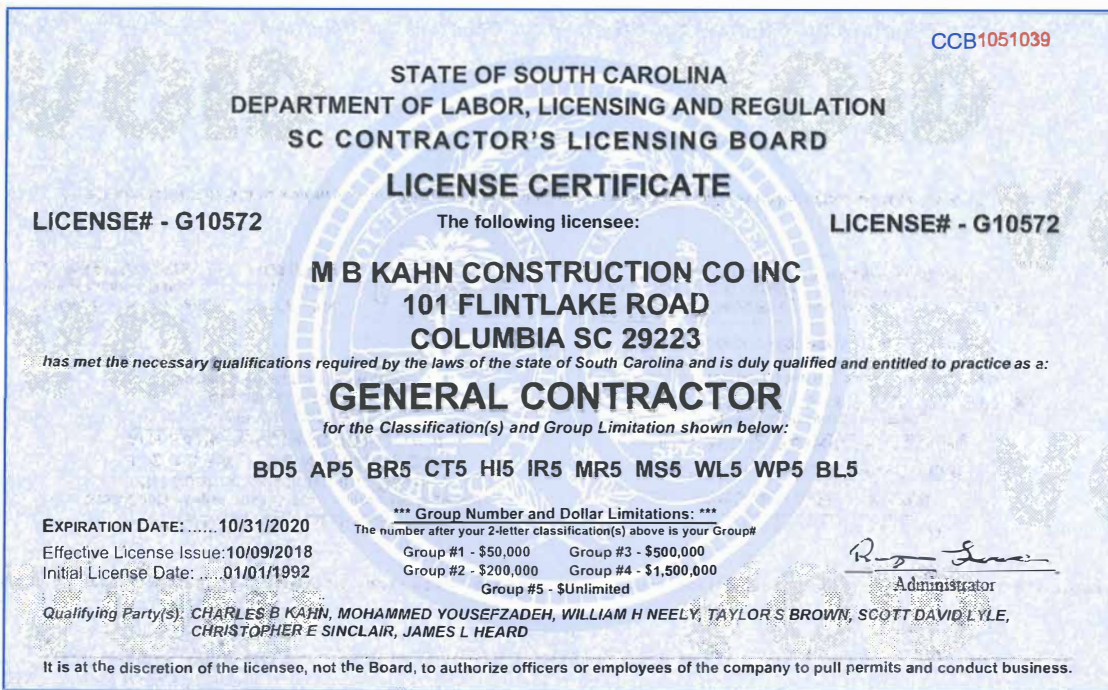 CCB1051039
STATE OF SOUTH CAROLINA
DEPARTMENT OF LABOR, LICENSING AND REGULATION
SC CONTRACTOR'S LICENSING BOARD
LICENSE CERTIFICATE
LICENSE# - G10572 The following licensee: LICENSE# - G10572
M B KAHN CONSTRUCTION CO INC
101 FLINTLAKE ROAD
COLUMBIA SC 29223
has met the necessary qualifications required by the laws of the state of South Carolina and is duly qualified and entitled to practice as a:
GENERAL CONTRACTOR
for the Classification(s) and Group Limitation shown below:
BD5 AP5 BR5 CT5 HI5 IR5 MR5 MS5 WL5 WP5 BL5
*** Group Number and Dollar Limitations: ***
EXPIRATION DATE: ......10/31/2020 The number after your 2-letter classification(s) above is your Group#
Effective License Issue:10/09/2018 Group #1 - $50,000 Group #3 - $500,000
Initial License Date: .....01/01/1992 Group #2 - $200,000 Group #4 - $1,500,000
Group #5 - $Unlimited
Administrator
Qualifying Party(s): CHARLES B KAHN, MOHAMMED YOUSEFZADEH, WILLIAM H NEELY, TAYLOR S BROWN, SCOTT DAVID LYLE,
CHRISTOPHER E SINCLAIR, JAMES L HEARD
It is at the discretion of the licensee, not the Board, to authorize officers or employees of the company to pull permits and conduct business.